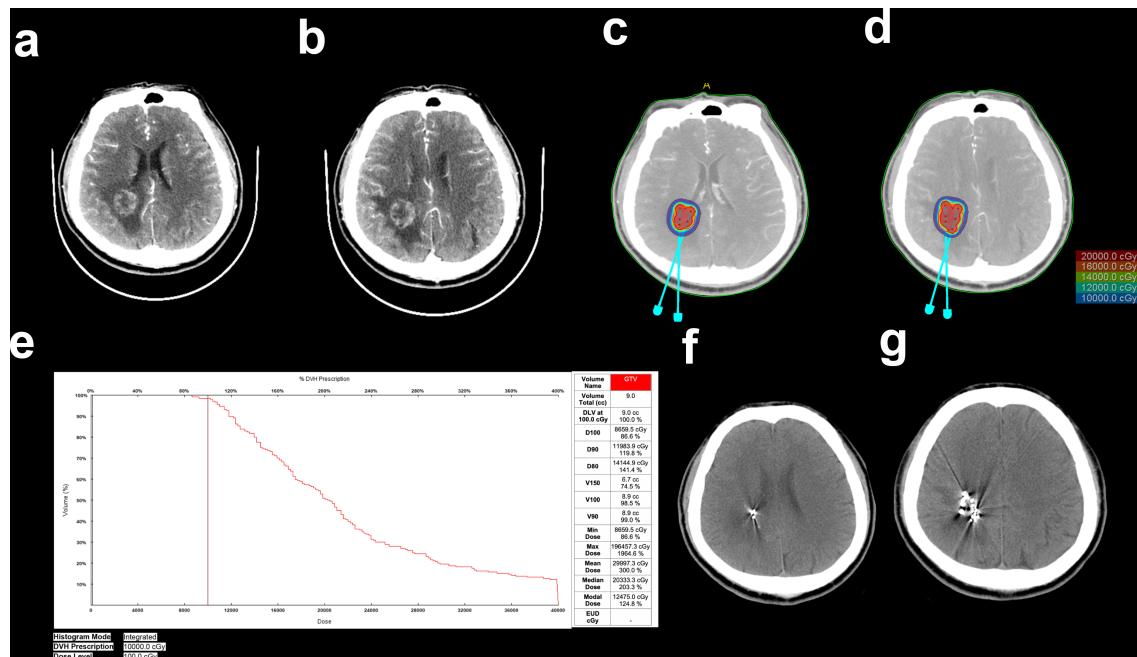 a
b
c
d
A
20000.0 cGy
16000.0 cGy
14000.0 cGy
12000.0 cGy
10000.0 cGy
e
f
g
% DVH Prescription
0% 40% 80% 120% 160% 200% 240% 280% 320% 360% 400%
100%
90%
80%
70%
60%
50%
40%
30%
20%
10%
Volume (%)
0 4000 8000 12000 16000 20000 24000 28000 32000 36000 40000
Dose
Volume Name GTV
Volume Total (cc) 9.0
DLV at 100.0 cGy 9.0 cc 100.0 %
D100 8659.5 cGy 86.6 %
D90 11983.9 cGy 119.8 %
D80 14144.9 cGy 141.4 %
V150 6.7 cc 74.5 %
V100 8.9 cc 98.5 %
V90 8.9 cc 99.0 %
Min Dose 8659.5 cGy 86.6 %
Max Dose 196457.3 cGy 1964.6 %
Mean Dose 29997.3 cGy 300.0 %
Median Dose 20333.3 cGy 203.3 %
Modal Dose 12475.0 cGy 124.8 %
EUD cGy -
Histogram Mode Integrated
DVH Prescription 10000.0 cGy
Dose Level 100.0 cGy